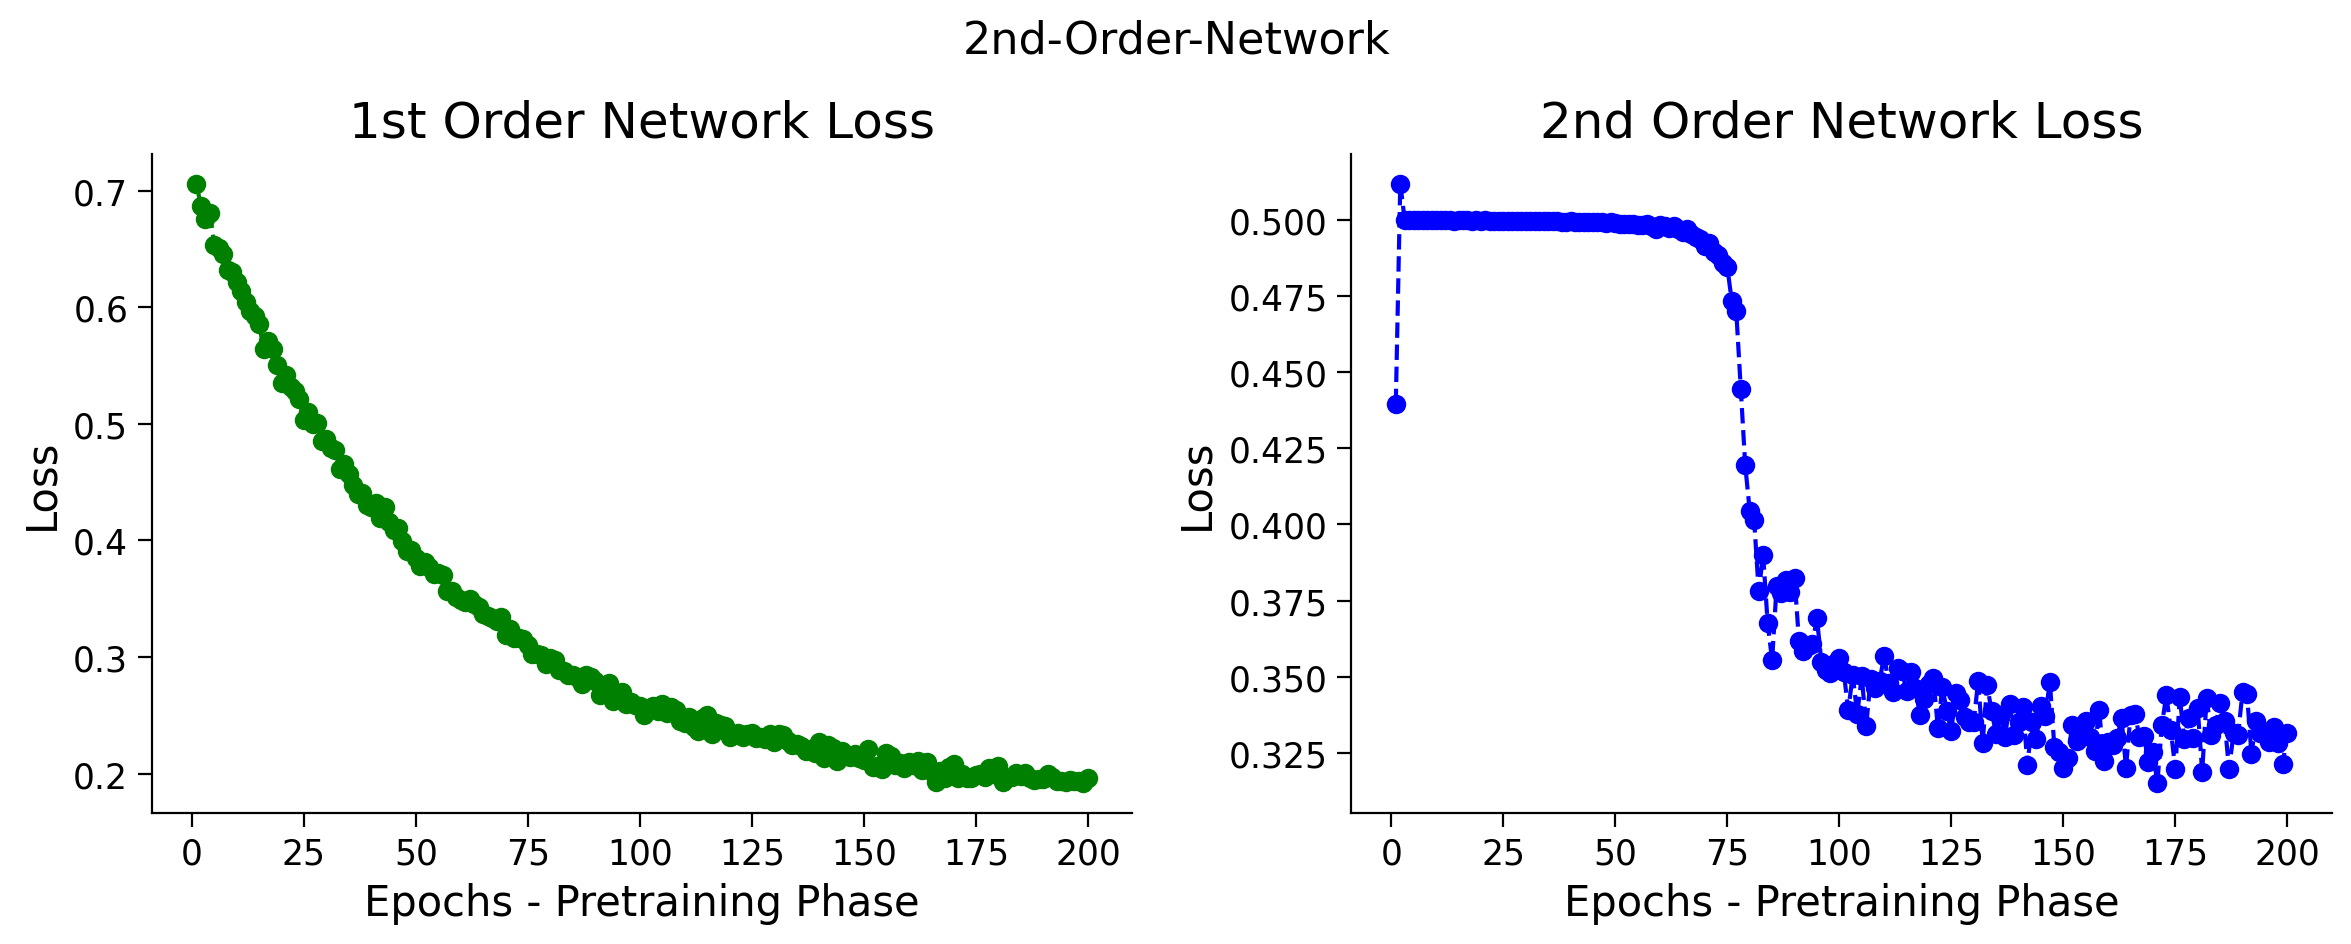 2nd-Order-Network
1st Order Network Loss
Loss
0.7
0.6
0.5
0.4
0.3
0.2
0 25 50 75 100 125 150 175 200
Epochs - Pretraining Phase
2nd Order Network Loss
Loss
0.500
0.475
0.450
0.425
0.400
0.375
0.350
0.325
0 25 50 75 100 125 150 175 200
Epochs - Pretraining Phase